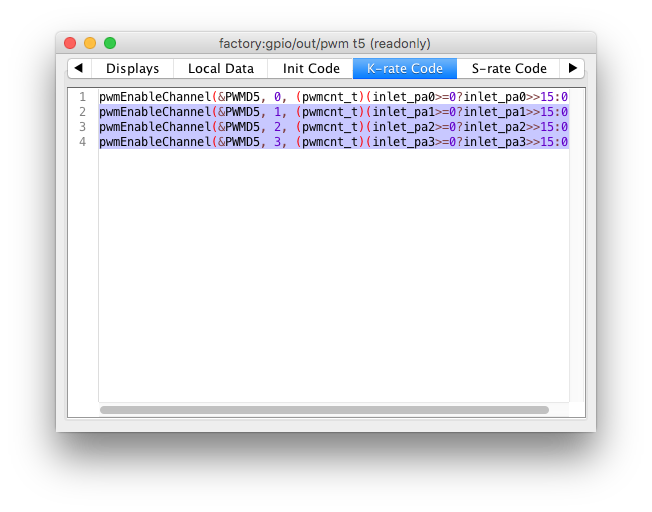 factory:gpio/out/pwm t5 (readonly)
Displays Local Data Init Code K-rate Code S-rate Code
1 pwmEnableChannel(&PWMD5, 0, (pwmcnt_t)(inlet_pa0>=0?inlet_pa0>>15:0
2 pwmEnableChannel(&PWMD5, 1, (pwmcnt_t)(inlet_pa1>=0?inlet_pa1>>15:0
3 pwmEnableChannel(&PWMD5, 2, (pwmcnt_t)(inlet_pa2>=0?inlet_pa2>>15:0
4 pwmEnableChannel(&PWMD5, 3, (pwmcnt_t)(inlet_pa3>=0?inlet_pa3>>15:0